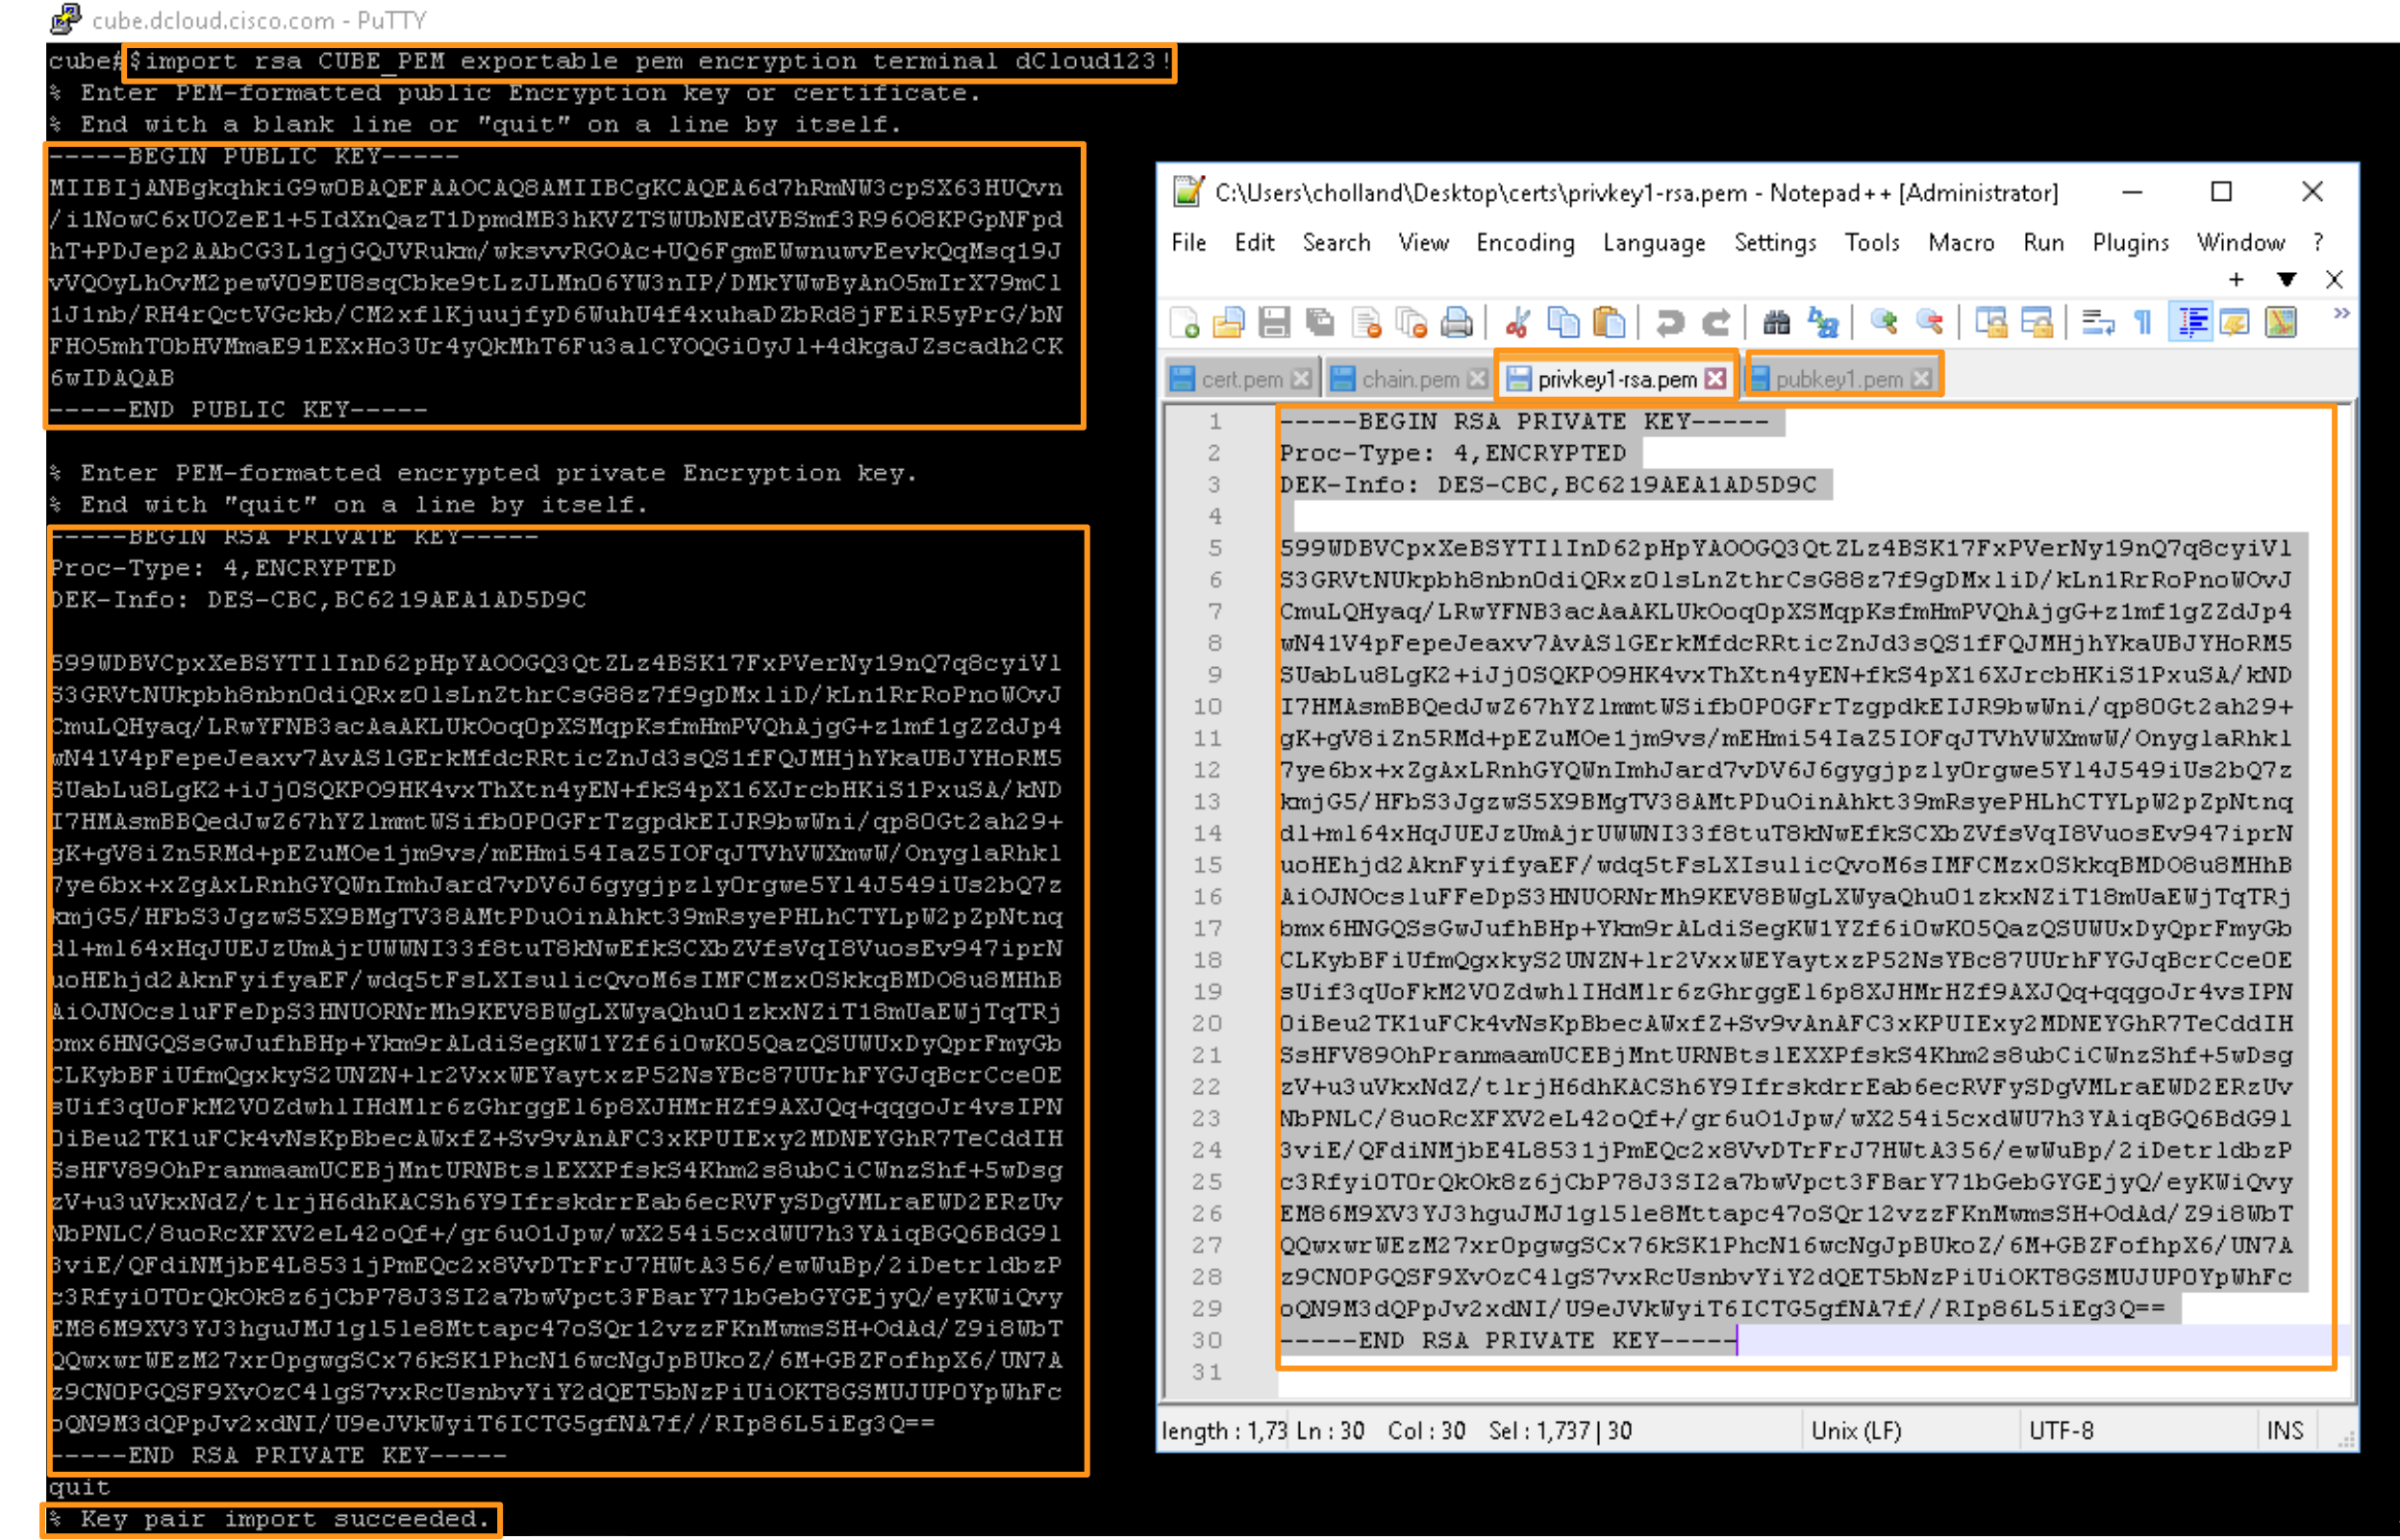 cube.dcloud.cisco.com - PuTTY
cube#$import rsa CUBE_PEM exportable pem encryption terminal dCloud123!
% Enter PEM-formatted public Encryption key or certificate.
% End with a blank line or "quit" on a line by itself.
-----BEGIN PUBLIC KEY-----
MIIBIjANBgkqhkiG9w0BAQEFAAOCAQ8AMIIBCgKCAQEA6d7hRmNW3cpSX63HUQvn
/i1NowC6xUOZeE1+5IdXnQazT1DpmdMB3hKVZTSWUbNEdVBSmf3R96O8KPGpNFpd
hT+PDJep2AAbCG3L1gjGQJVRukm/wksvvRGOAc+UQ6FgmEWwnuwvEevkQqMsq19J
vVQOyLhOvM2pewV09EU8sqCbke9tLzJLMnO6YW3nIP/DMkYWwByAnO5mIrX79mCl
1J1nb/RH4rQctVGckb/CM2xflKjuujfyD6WuhU4f4xuhaDZbRd8jFEiR5yPrG/bN
FHO5mhT0bHVMmaE91EXxHo3Ur4yQkMhT6Fu3alCYOQGi0yJl+4dkgaJZscadh2CK
6wIDAQAB
-----END PUBLIC KEY-----
% Enter PEM-formatted encrypted private Encryption key.
% End with "quit" on a line by itself.
-----BEGIN RSA PRIVATE KEY-----
Proc-Type: 4,ENCRYPTED
DEK-Info: DES-CBC,BC6219AEA1AD5D9C
599WDBVCpxXeBSYTIlInD62pHpYAOOGQ3QtZLz4BSK17FxPVerNy19nQ7q8cyiVl
S3GRVtNUkpbh8nbn0diQRxz0lsLnZthrCsG88z7f9gDMxliD/kLn1RrRoPnoWOvJ
CmuLQHyaq/LRwYFNB3acAaAKLUkOoq0pXSMqpKsfmHmPVQhAjgG+z1mf1gZZdJp4
wN41V4pFepeJeaxv7AvASlGErkMfdcRRticZnJd3sQS1fFQJMHjhYkaUBJYHoRM5
SUabLu8LgK2+iJj0SQKPO9HK4vxThXtn4yEN+fkS4pX16XJrcbHKiS1PxuSA/kND
I7HMAsmBBQedJwZ67hYZlmmtWSifb0P0GFrTzgpdkEIJR9bwWni/qp80Gt2ah29+
gK+gV8iZn5RMd+pEZuMOe1jm9vs/mEHmi54IaZ5IOFqJTVhVWXmwW/OnyglaRhkl
7ye6bx+xZgAxLRnhGYQWnImhJard7vDV6J6gygjpzly0rgwe5Yl4J549iUs2bQ7z
kmjG5/HFbS3JgzwS5X9BMgTV38AMtPDuOinAhkt39mRsyePHLhCTYLpW2pZpNtnq
dl+ml64xHqJUEJzUmAjrUWWNI33f8tuT8kNwEfkSCXbZVfsVqI8VuosEv947iprN
uoHEhjd2AknFyifyaEF/wdq5tFsLXIsulicQvoM6sIMFCMzx0SkkqBMDO8u8MHhB
AiOJNOcsluFFeDpS3HNUORNrMh9KEV8BWgLXWyaQhu01zkxNZiT18mUaEWjTqTRj
bmx6HNGQSsGwJufhBHp+Ykm9rALdiSegKW1YZf6i0wK05QazQSUWUxDyQprFmyGb
CLKybBFiUfmQgxkyS2UNZN+lr2VxxWEYaytxzP52NsYBc87UUrhFYGJqBcrCce0E
sUif3qUoFkM2V0ZdwhlIHdMlr6zGhrggEl6p8XJHMrHZf9AXJQq+qqgoJr4vsIPN
OiBeu2TK1uFCk4vNsKpBbecAWxfZ+Sv9vAnAFC3xKPUIExy2MDNEYGhR7TeCddIH
SsHFV89OhPranmaamUCEBjMntURNBtslEXXPfskS4Khm2s8ubCiCWnzShf+5wDsg
zV+u3uVkxNdZ/tlrjH6dhKACSh6Y9IfrskdrrEab6ecRVFySDgVMLraEWD2ERzUv
NbPNLC/8uoRcXFXV2eL42oQf+/gr6uO1Jpw/wX254i5cxdWU7h3YAiqBGQ6BdG9l
3viE/QFdiNMjbE4L8531jPmEQc2x8VvDTrFrJ7HWtA356/ewWuBp/2iDetrldbzP
c3Rfyi0T0rQkOk8z6jCbP78J3SI2a7bwVpct3FBarY71bGebGYGEjyQ/eyKWiQvy
EM86M9XV3YJ3hguJMJ1gl5le8Mttapc47oSQr12vzzFKnMwmsSH+OdAd/Z9i8WbT
QQwxwrWEzM27xr0pgwgSCx76kSK1PhcN16wcNgJpBUkoZ/6M+GBZFofhpX6/UN7A
z9CN0PGQSF9XvOzC4lgS7vxRcUsnbvYiY2dQET5bNzPiUiOKT8GSMUJUP0YpWhFc
oQN9M3dQPpJv2xdNI/U9eJVkWyiT6ICTG5gfNA7f//RIp86L5iEg3Q==
-----END RSA PRIVATE KEY-----
quit
% Key pair import succeeded.
C:\Users\cholland\Desktop\certs\privkey1-rsa.pem - Notepad++ [Administrator]
File Edit Search View Encoding Language Settings Tools Macro Run Plugins Window ?
cert.pem chain.pem privkey1-rsa.pem pubkey1.pem
1 -----BEGIN RSA PRIVATE KEY-----
2 Proc-Type: 4,ENCRYPTED
3 DEK-Info: DES-CBC,BC6219AEA1AD5D9C
4
5 599WDBVCpxXeBSYTIlInD62pHpYAOOGQ3QtZLz4BSK17FxPVerNy19nQ7q8cyiVl
6 S3GRVtNUkpbh8nbn0diQRxz0lsLnZthrCsG88z7f9gDMxliD/kLn1RrRoPnoWOvJ
7 CmuLQHyaq/LRwYFNB3acAaAKLUkOoq0pXSMqpKsfmHmPVQhAjgG+z1mf1gZZdJp4
8 wN41V4pFepeJeaxv7AvASlGErkMfdcRRticZnJd3sQS1fFQJMHjhYkaUBJYHoRM5
9 SUabLu8LgK2+iJj0SQKPO9HK4vxThXtn4yEN+fkS4pX16XJrcbHKiS1PxuSA/kND
10 I7HMAsmBBQedJwZ67hYZlmmtWSifb0P0GFrTzgpdkEIJR9bwWni/qp80Gt2ah29+
11 gK+gV8iZn5RMd+pEZuMOe1jm9vs/mEHmi54IaZ5IOFqJTVhVWXmwW/OnyglaRhkl
12 7ye6bx+xZgAxLRnhGYQWnImhJard7vDV6J6gygjpzly0rgwe5Yl4J549iUs2bQ7z
13 kmjG5/HFbS3JgzwS5X9BMgTV38AMtPDuOinAhkt39mRsyePHLhCTYLpW2pZpNtnq
14 dl+ml64xHqJUEJzUmAjrUWWNI33f8tuT8kNwEfkSCXbZVfsVqI8VuosEv947iprN
15 uoHEhjd2AknFyifyaEF/wdq5tFsLXIsulicQvoM6sIMFCMzx0SkkqBMDO8u8MHhB
16 AiOJNOcsluFFeDpS3HNUORNrMh9KEV8BWgLXWyaQhu01zkxNZiT18mUaEWjTqTRj
17 bmx6HNGQSsGwJufhBHp+Ykm9rALdiSegKW1YZf6i0wK05QazQSUWUxDyQprFmyGb
18 CLKybBFiUfmQgxkyS2UNZN+lr2VxxWEYaytxzP52NsYBc87UUrhFYGJqBcrCce0E
19 sUif3qUoFkM2V0ZdwhlIHdMlr6zGhrggEl6p8XJHMrHZf9AXJQq+qqgoJr4vsIPN
20 OiBeu2TK1uFCk4vNsKpBbecAWxfZ+Sv9vAnAFC3xKPUIExy2MDNEYGhR7TeCddIH
21 SsHFV89OhPranmaamUCEBjMntURNBtslEXXPfskS4Khm2s8ubCiCWnzShf+5wDsg
22 zV+u3uVkxNdZ/tlrjH6dhKACSh6Y9IfrskdrrEab6ecRVFySDgVMLraEWD2ERzUv
23 NbPNLC/8uoRcXFXV2eL42oQf+/gr6uO1Jpw/wX254i5cxdWU7h3YAiqBGQ6BdG9l
24 3viE/QFdiNMjbE4L8531jPmEQc2x8VvDTrFrJ7HWtA356/ewWuBp/2iDetrldbzP
25 c3Rfyi0T0rQkOk8z6jCbP78J3SI2a7bwVpct3FBarY71bGebGYGEjyQ/eyKWiQvy
26 EM86M9XV3YJ3hguJMJ1gl5le8Mttapc47oSQr12vzzFKnMwmsSH+OdAd/Z9i8WbT
27 QQwxwrWEzM27xr0pgwgSCx76kSK1PhcN16wcNgJpBUkoZ/6M+GBZFofhpX6/UN7A
28 z9CN0PGQSF9XvOzC4lgS7vxRcUsnbvYiY2dQET5bNzPiUiOKT8GSMUJUP0YpWhFc
29 oQN9M3dQPpJv2xdNI/U9eJVkWyiT6ICTG5gfNA7f//RIp86L5iEg3Q==
30 -----END RSA PRIVATE KEY-----
31
length : 1,73 Ln : 30 Col : 30 Sel : 1,737 | 30 Unix (LF) UTF-8 INS